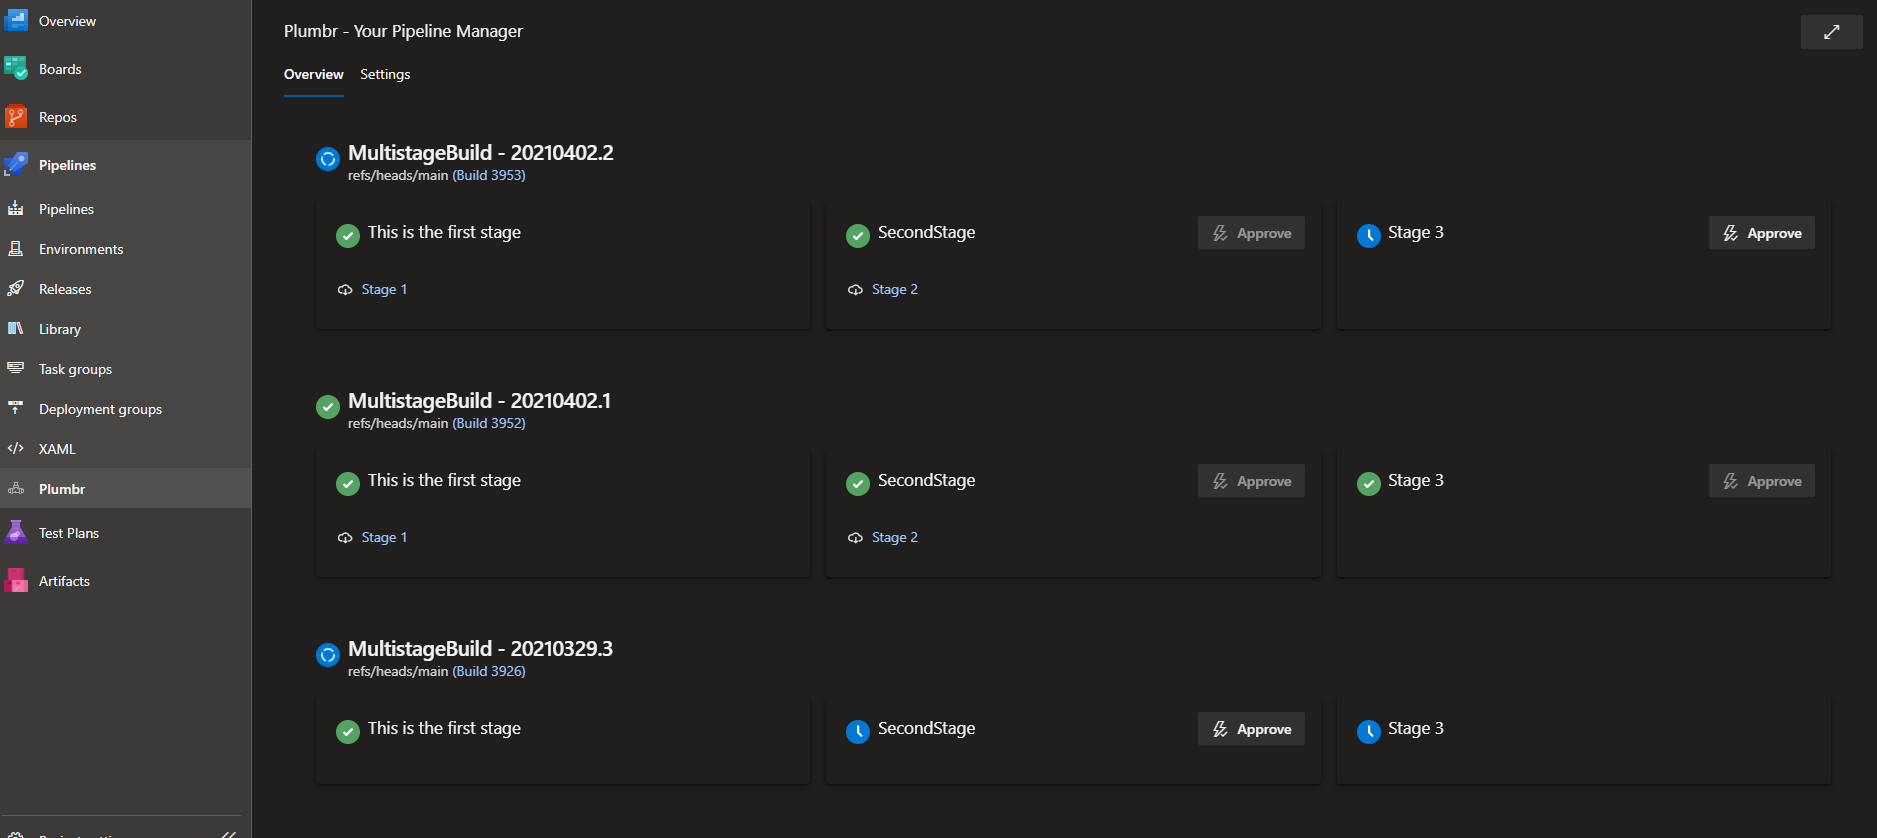 Overview
Boards
Repos
Pipelines
Pipelines
Environments
Releases
Library
Task groups
Deployment groups
XAML
Plumbr
Test Plans
Artifacts
Plumbr - Your Pipeline Manager
Overview Settings
MultistageBuild - 20210402.2
refs/heads/main (Build 3953)
This is the first stage
Stage 1
SecondStage
Approve
Stage 2
Stage 3
Approve
MultistageBuild - 20210402.1
refs/heads/main (Build 3952)
This is the first stage
Stage 1
SecondStage
Approve
Stage 2
Stage 3
Approve
MultistageBuild - 20210329.3
refs/heads/main (Build 3926)
This is the first stage
SecondStage
Approve
Stage 3